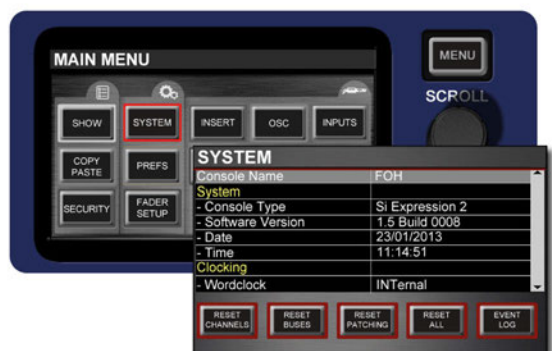 MAIN MENU
MENU
SCROLL
SHOW
SYSTEM
INSERT
OSC
INPUTS
COPY
PASTE
PREFS
SECURITY
FADER
SETUP
SYSTEM
Console Name FOH
System
- Console Type Si Expression 2
- Software Version 1.5 Build 0008
- Date 23/01/2013
- Time 11:14:51
Clocking
- Wordclock INTernal
RESET
CHANNELS
RESET
BUSES
RESET
PATCHING
RESET
ALL
EVENT
LOG